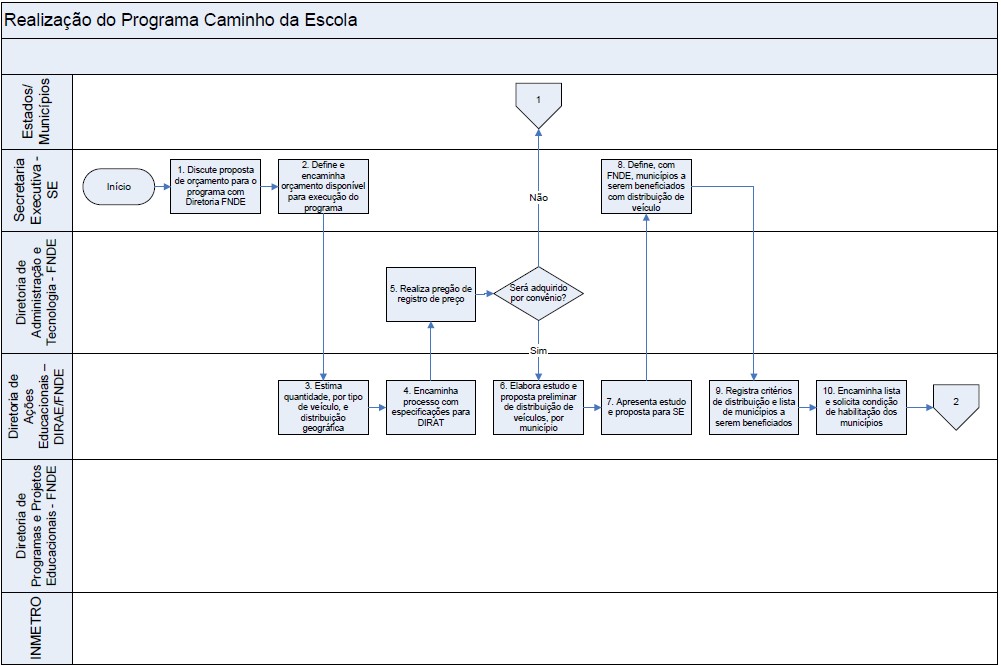 Realização do Programa Caminho da Escola
Estados/
Municípios
1
Secretaria
Executiva -
SE
Início
1. Discute proposta
de orçamento para o
programa com
Diretoria FNDE
2. Define e
encaminha
orçamento disponível
para execução do
programa
Não
8. Define, com
FNDE, municípios a
serem beneficiados
com distribuição de
veículo
Diretoria de
Administração e
Tecnologia - FNDE
5. Realiza pregão de
registro de preço
Será adquirido
por convênio?
Sim
Diretoria de
Ações
Educacionais –
DIRAE/FNDE
3. Estima
quantidade, por tipo
de veículo, e
distribuição
geográfica
4. Encaminha
processo com
especificações para
DIRAT
6. Elabora estudo e
proposta preliminar
de distribuição de
veículos, por
município
7. Apresenta estudo
e proposta para SE
9. Registra critérios
de distribuição e lista
de municípios a
serem beneficiados
10. Encaminha lista
e solicita condição
de habilitação dos
municípios
2
Diretoria de
Programas e Projetos
Educacionais - FNDE
INMETRO